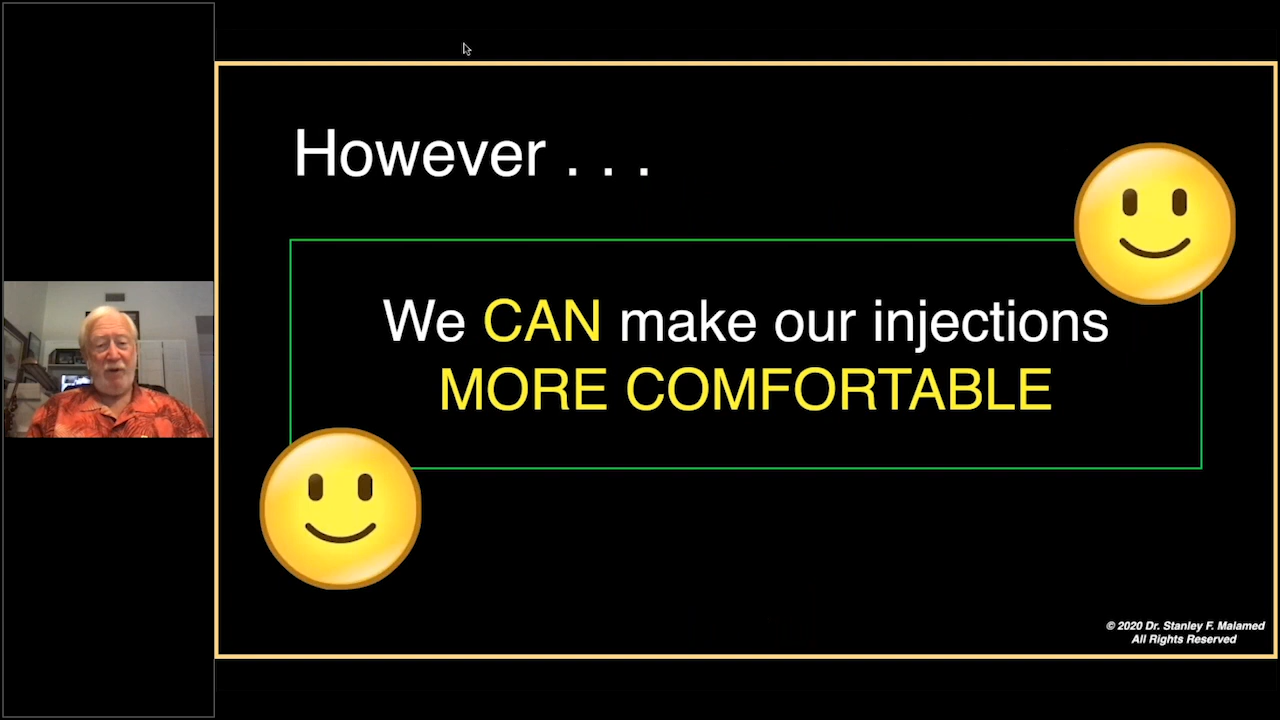 However . . .
We CAN make our injections
MORE COMFORTABLE
© 2020 Dr. Stanley F. Malamed
All Rights Reserved